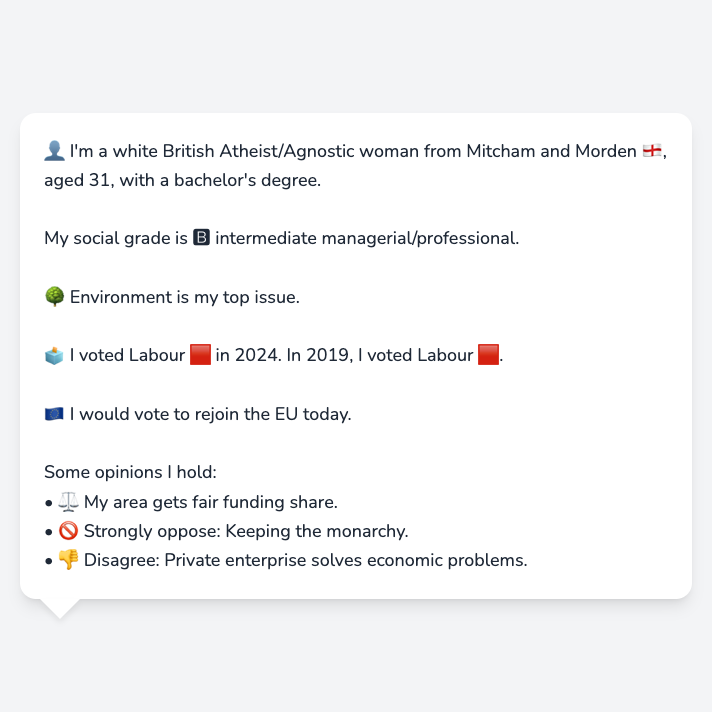 👤 I'm a white British Atheist/Agnostic woman from Mitcham and Morden 🏴󠁧󠁢󠁥󠁮󠁧󠁿,
aged 31, with a bachelor's degree.
My social grade is 🅱 intermediate managerial/professional.
🌳 Environment is my top issue.
🗳️ I voted Labour 🟥 in 2024. In 2019, I voted Labour 🟥.
🇪🇺 I would vote to rejoin the EU today.
Some opinions I hold:
• ⚖️ My area gets fair funding share.
• 🚫 Strongly oppose: Keeping the monarchy.
• 👎 Disagree: Private enterprise solves economic problems.